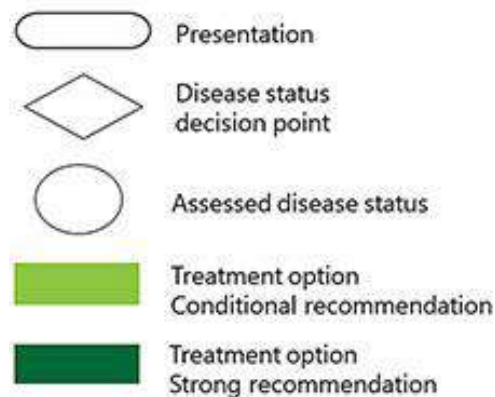 Presentation
Disease status
decision point
Assessed disease status
Treatment option
Conditional recommendation
Treatment option
Strong recommendation